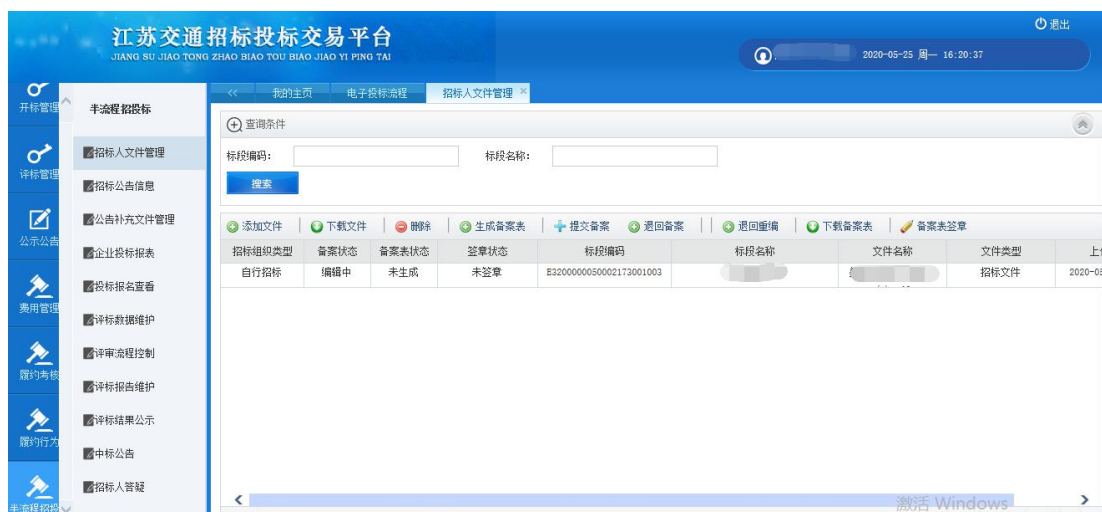 江苏交通招标投标交易平台
JIANG SU JIAO TONG ZHAO BIAO TOU BIAO JIAO YI PING TAI
退出
2020-05-25 周一 16:20:37
开标管理
评标管理
公示公告
费用管理
履约考核
履约行为
半流程招投
半流程招投标
招标人文件管理
招标公告信息
公告补充文件管理
企业投标报表
投标报名查看
评标数据维护
评审流程控制
评标报告维护
评标结果公示
中标公告
招标人答疑
<< 我的主页 电子投标流程 招标人文件管理 ×
查询条件
标段编码: 标段名称:
搜索
添加文件 下载文件 删除 生成备案表 提交备案 退回备案 退回重编 下载备案表 备案表签章
招标组织类型 备案状态 备案表状态 签章状态 标段编码 标段名称 文件名称 文件类型 上
自行招标 编辑中 未生成 未签章 E3200000050002173001003 招标文件 2020-05
激活 Windows